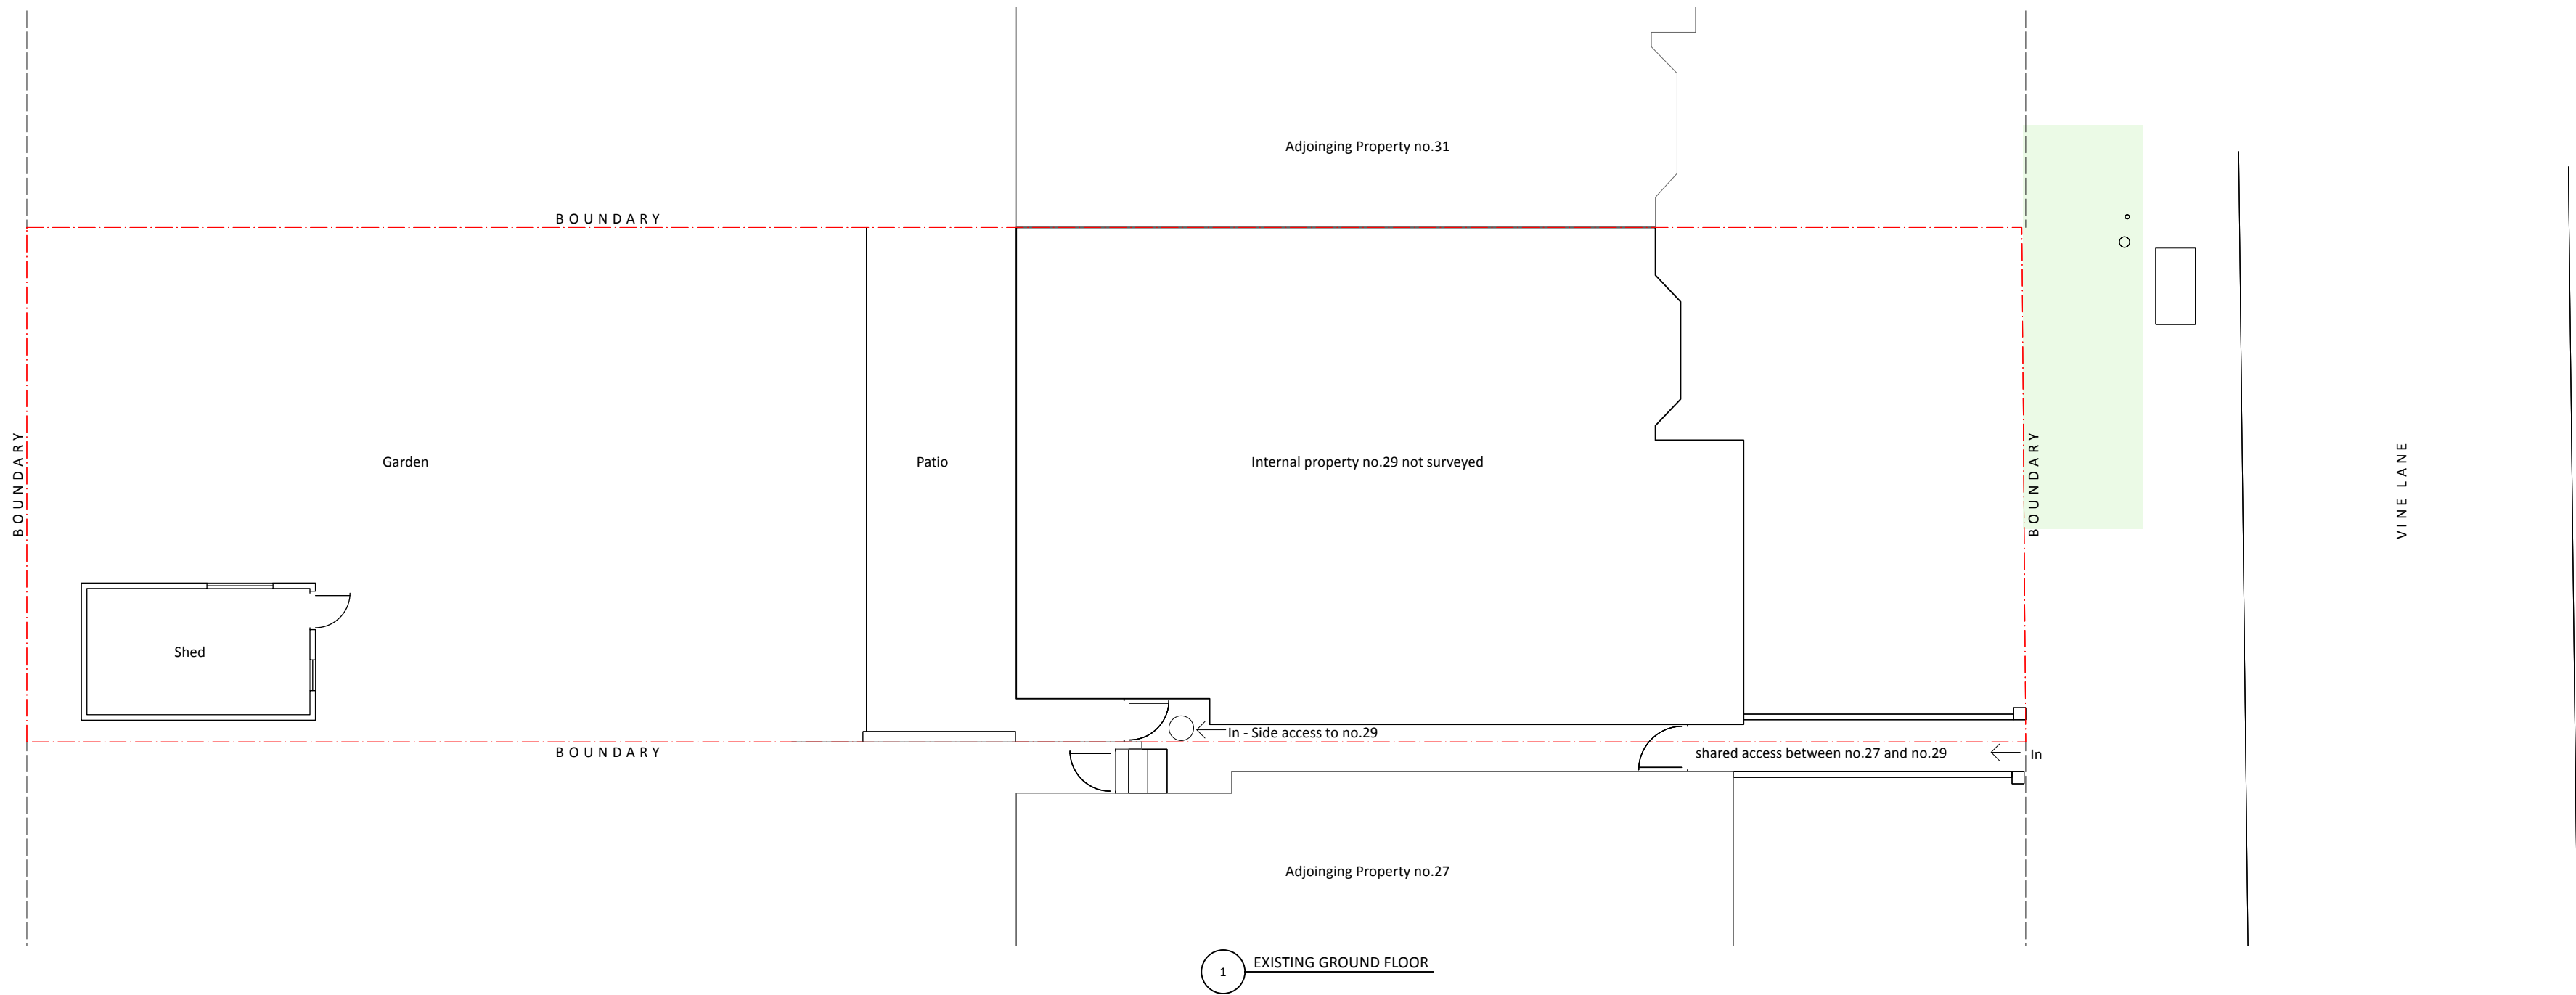 Adjoinging Property no.31
BOUNDARY
BOUNDARY
Garden
Patio
Internal property no.29 not surveyed
BOUNDARY
VINE LANE
Shed
In - Side access to no.29
BOUNDARY
shared access between no.27 and no.29
In
Adjoinging Property no.27
1
EXISTING GROUND FLOOR